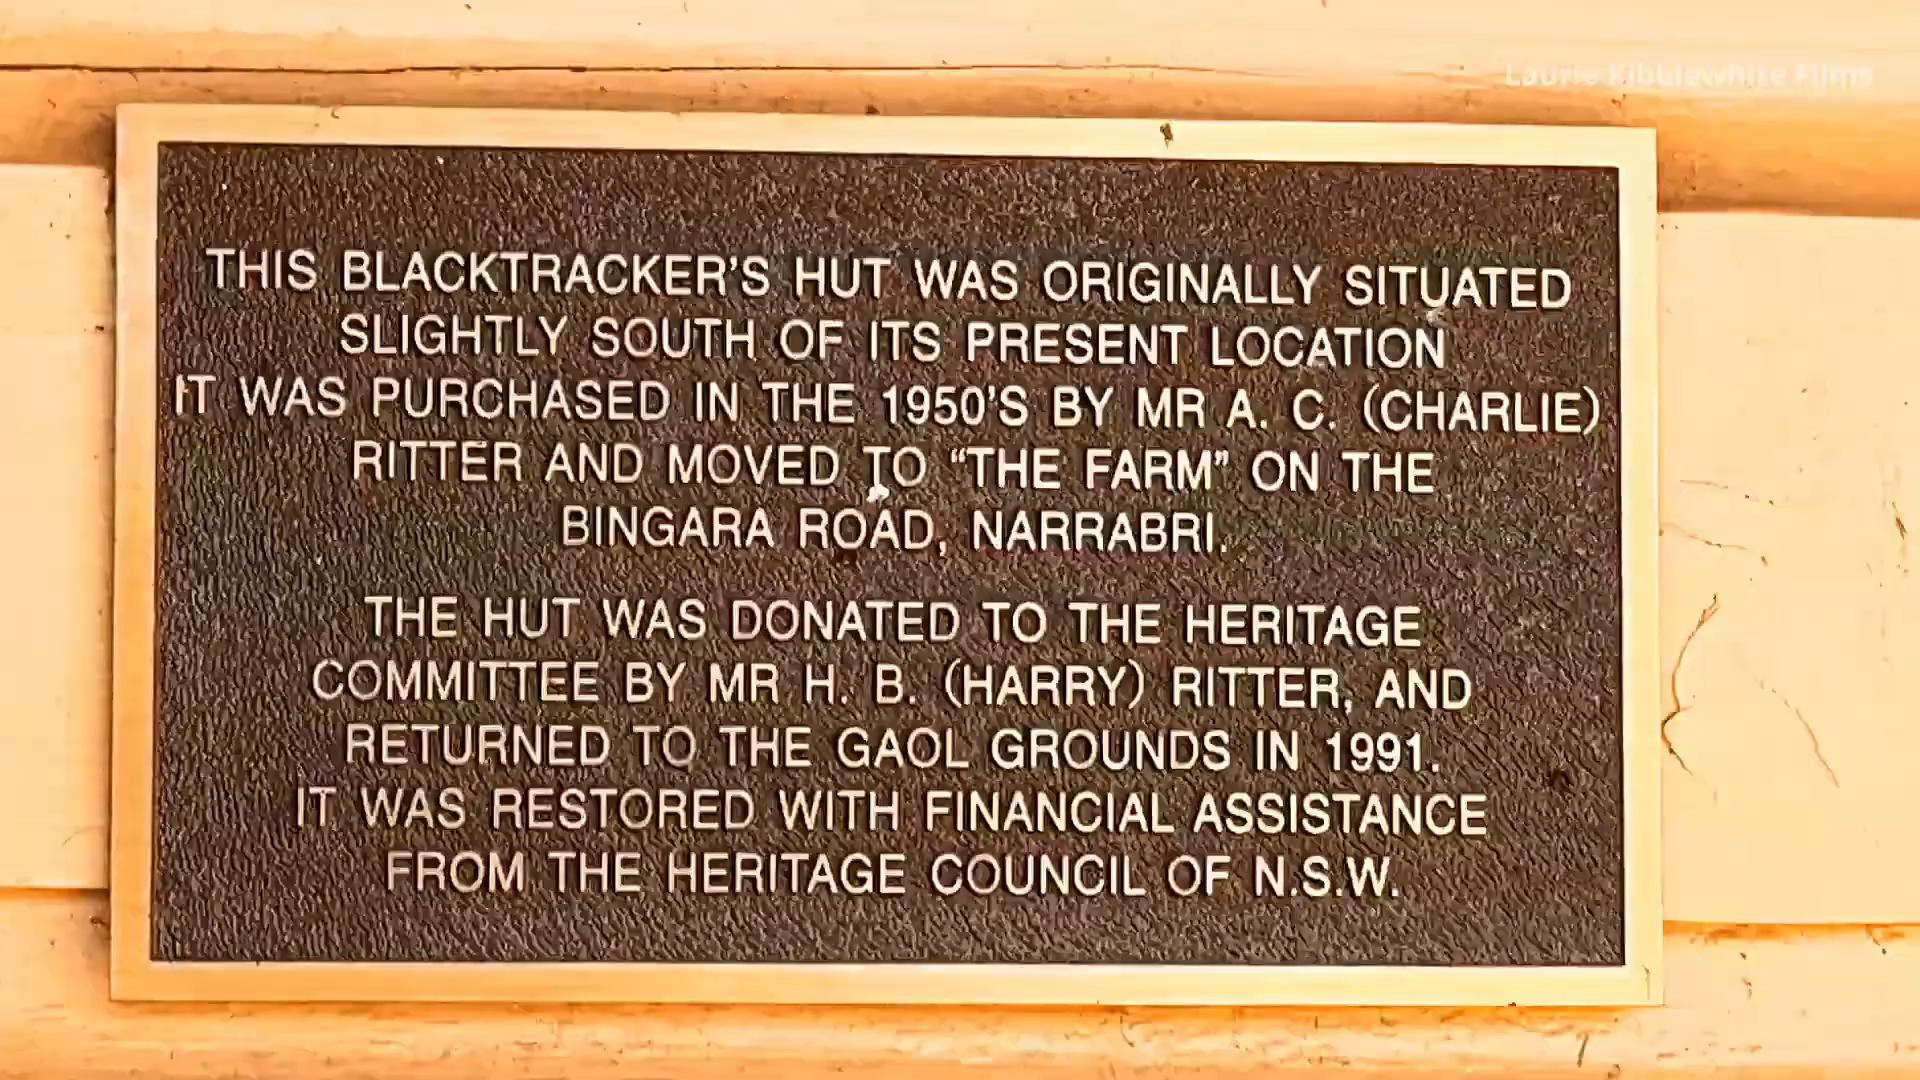 Laurie Kibblewhite Films
THIS BLACKTRACKER'S HUT WAS ORIGINALLY SITUATED
SLIGHTLY SOUTH OF ITS PRESENT LOCATION
IT WAS PURCHASED IN THE 1950'S BY MR A. C. (CHARLIE)
RITTER AND MOVED TO “THE FARM” ON THE
BINGARA ROAD, NARRABRI.
THE HUT WAS DONATED TO THE HERITAGE
COMMITTEE BY MR H. B. (HARRY) RITTER, AND
RETURNED TO THE GAOL GROUNDS IN 1991.
IT WAS RESTORED WITH FINANCIAL ASSISTANCE
FROM THE HERITAGE COUNCIL OF N.S.W.